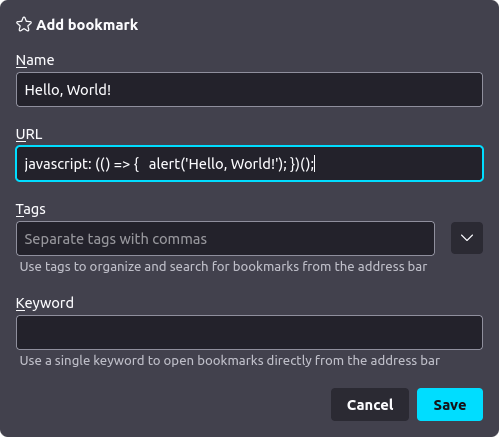 Add bookmark
Name
Hello, World!
URL
javascript: (() => {   alert('Hello, World!'); })();
Tags
Separate tags with commas
Use tags to organize and search for bookmarks from the address bar
Keyword
Use a single keyword to open bookmarks directly from the address bar
Cancel Save